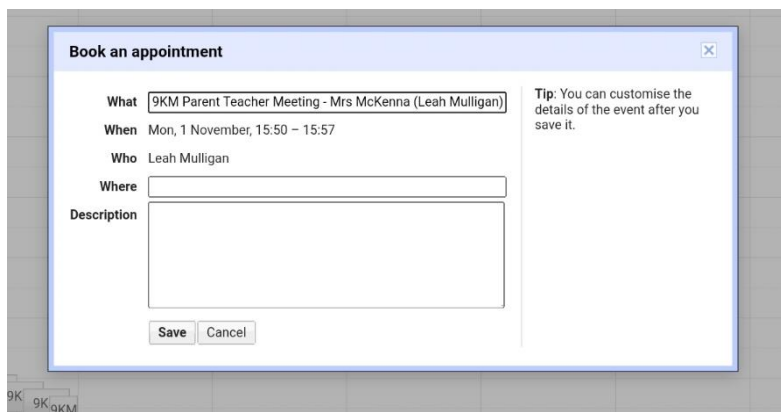 Book an appointment
What 9KM Parent Teacher Meeting - Mrs McKenna (Leah Mulligan)
When Mon, 1 November, 15:50 – 15:57
Who Leah Mulligan
Where
Description
Save Cancel
Tip: You can customise the
details of the event after you
save it.
9K 9K 9KM